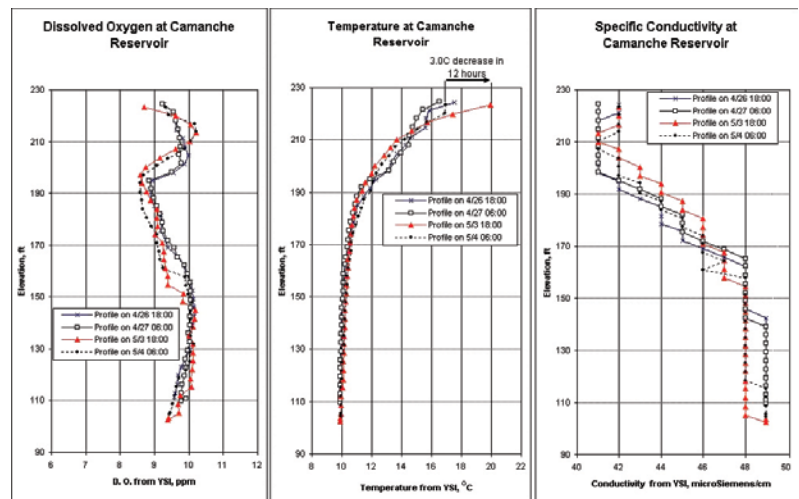 Dissolved Oxygen at Camanche
Reservoir
230
210
190
170
150
130
110
90
Elevation, ft
Profile on 4/26 18:00
Profile on 4/27 06:00
Profile on 5/3 18:00
Profile on 5/4 06:00
6
7
8
9
10
11
12
D. O. from YSI, ppm
Temperature at Camanche
Reservoir
3.0C decrease in
12 hours
230
210
190
170
150
130
110
90
Elevation, ft
Profile on 4/26 18:00
Profile on 4/27 06:00
Profile on 5/3 18:00
Profile on 5/4 06:00
8
10
12
14
16
18
20
22
Temperature from YSI, °C
Specific Conductivity at
Camanche Reservoir
230
210
190
170
150
130
110
90
Elevation, ft
Profile on 4/26 18:00
Profile on 4/27 06:00
Profile on 5/3 18:00
Profile on 5/4 06:00
40
42
44
46
48
50
Conductivity from YSI, microSiemens/cm